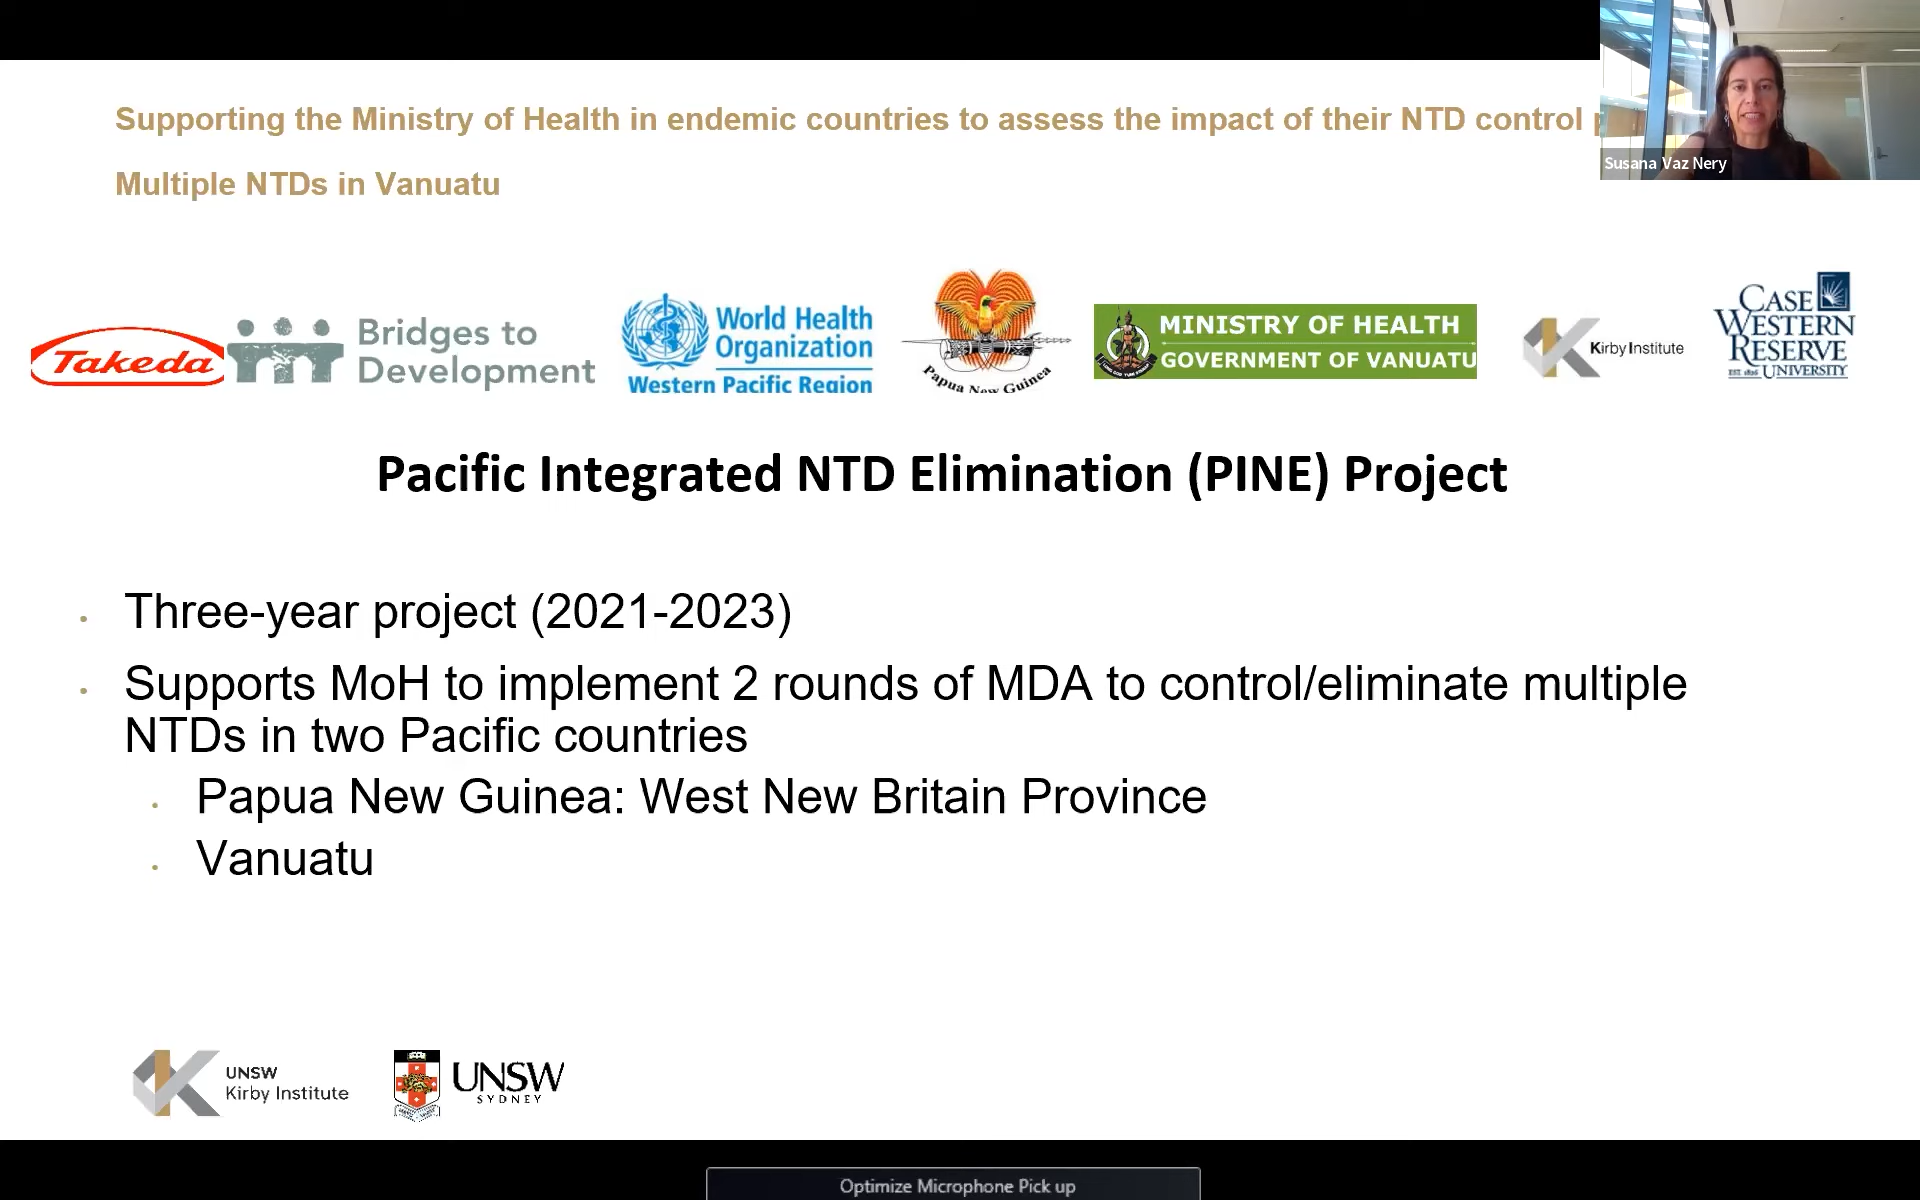 Supporting the Ministry of Health in endemic countries to assess the impact of their NTD control
Susana Vaz Nery
Multiple NTDs in Vanuatu
Takeda
Bridges to
Development
World Health
Organization
Western Pacific Region
Papua New Guinea
MINISTRY OF HEALTH
GOVERNMENT OF VANUATU
Kirby Institute
CASE
WESTERN
RESERVE
EST. 1826 UNIVERSITY
Pacific Integrated NTD Elimination (PINE) Project
Three-year project (2021-2023)
Supports MoH to implement 2 rounds of MDA to control/eliminate multiple
NTDs in two Pacific countries
Papua New Guinea: West New Britain Province
Vanuatu
UNSW
Kirby Institute
UNSW
SYDNEY
Optimize Microphone Pick up